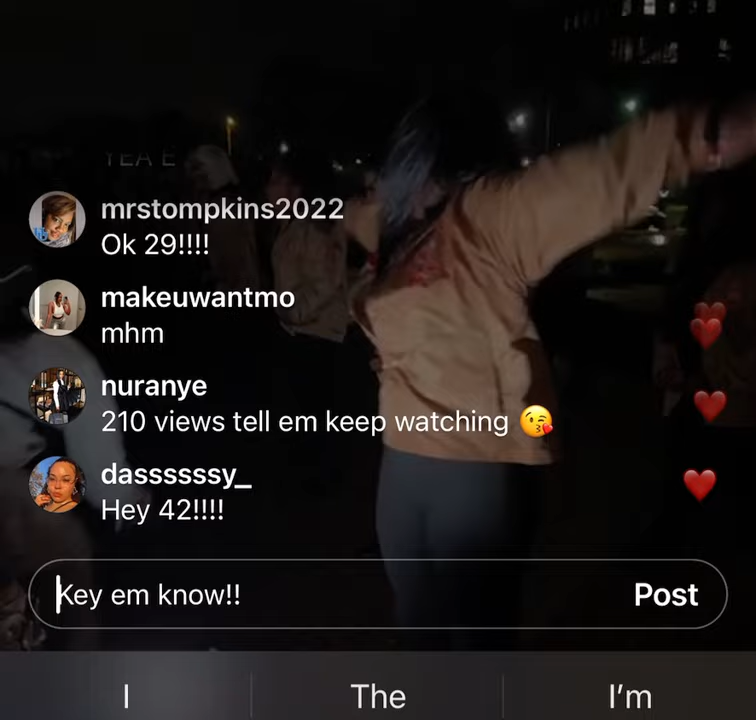 YEA E
mrstompkins2022
Ok 29!!!!
makeuwantmo
mhm
nuranye
210 views tell em keep watching 😘
dassssssy_
Hey 42!!!!
Key em know!! Post
I The I'm